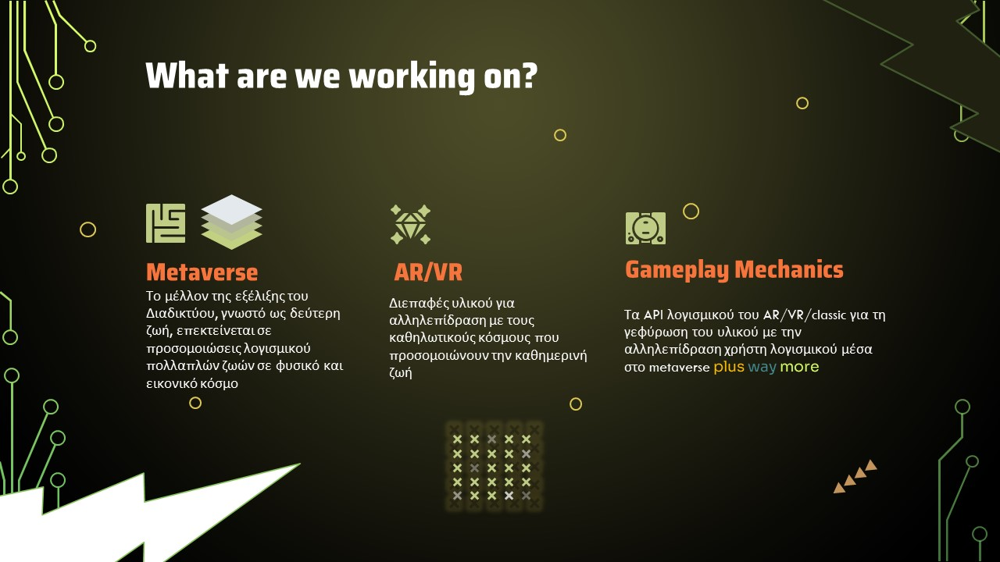 What are we working on?
Metaverse
Το μέλλον της εξέλιξης του
Διαδικτύου, γνωστό ως δεύτερη
ζωή, επεκτείνεται σε
προσομοιώσεις λογισμικού
πολλαπλών ζωών σε φυσικό και
εικονικό κόσμο
AR/VR
Διεπαφές υλικού για
αλληλεπίδραση με τους
καθηλωτικούς κόσμους που
προσομοιώνουν την καθημερινή
ζωή
Gameplay Mechanics
Τα API λογισμικού του AR/VR/classic για τη
γεφύρωση του υλικού με την
αλληλεπίδραση χρήστη λογισμικού μέσα
στο metaverse plus way more